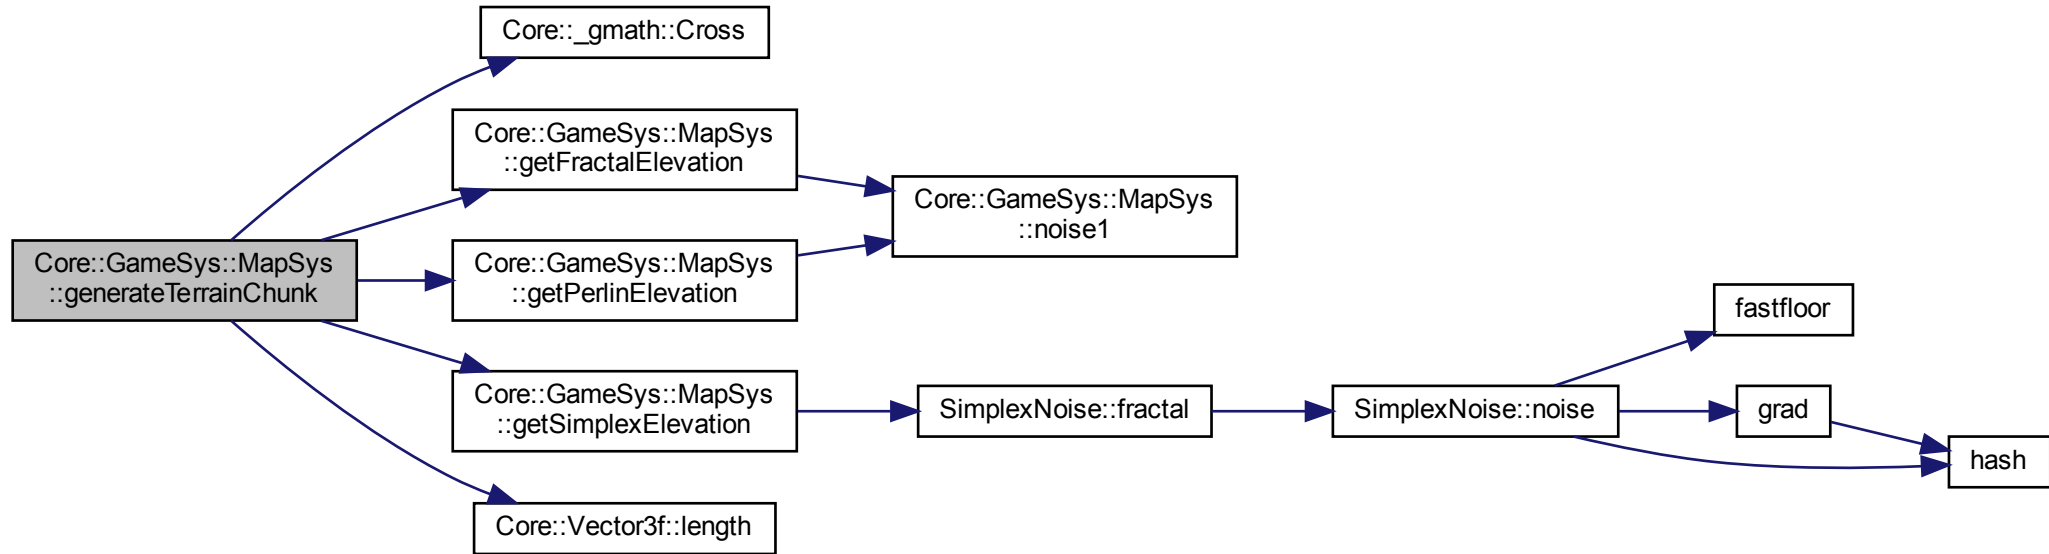 Core::_gmath::Cross
Core::GameSys::MapSys
::getFractalElevation
Core::GameSys::MapSys
::noise1
Core::GameSys::MapSys
::generateTerrainChunk
Core::GameSys::MapSys
::getPerlinElevation
fastfloor
Core::GameSys::MapSys
::getSimplexElevation
SimplexNoise::fractal
SimplexNoise::noise
grad
hash
Core::Vector3f::length